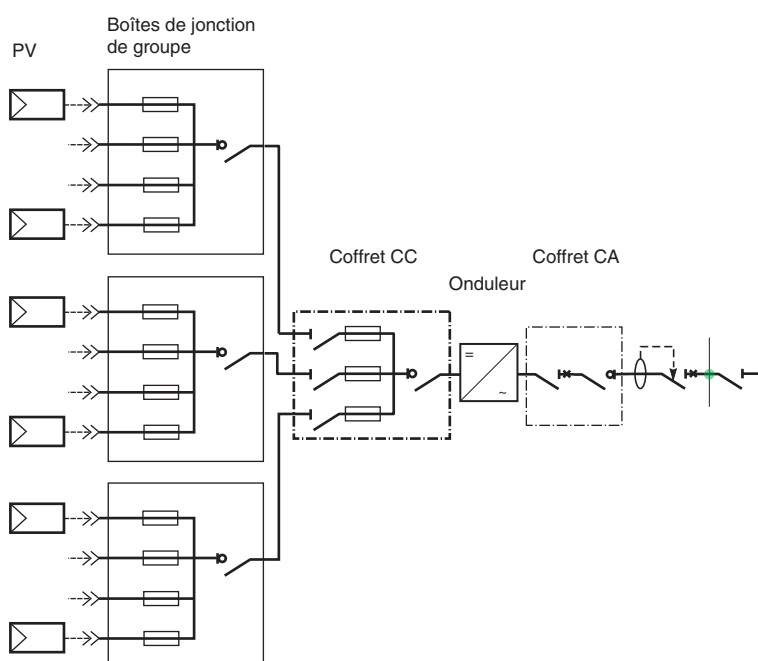 Boîtes de jonction
de groupe
PV
Coffret CC
Coffret CA
Onduleur
=
~